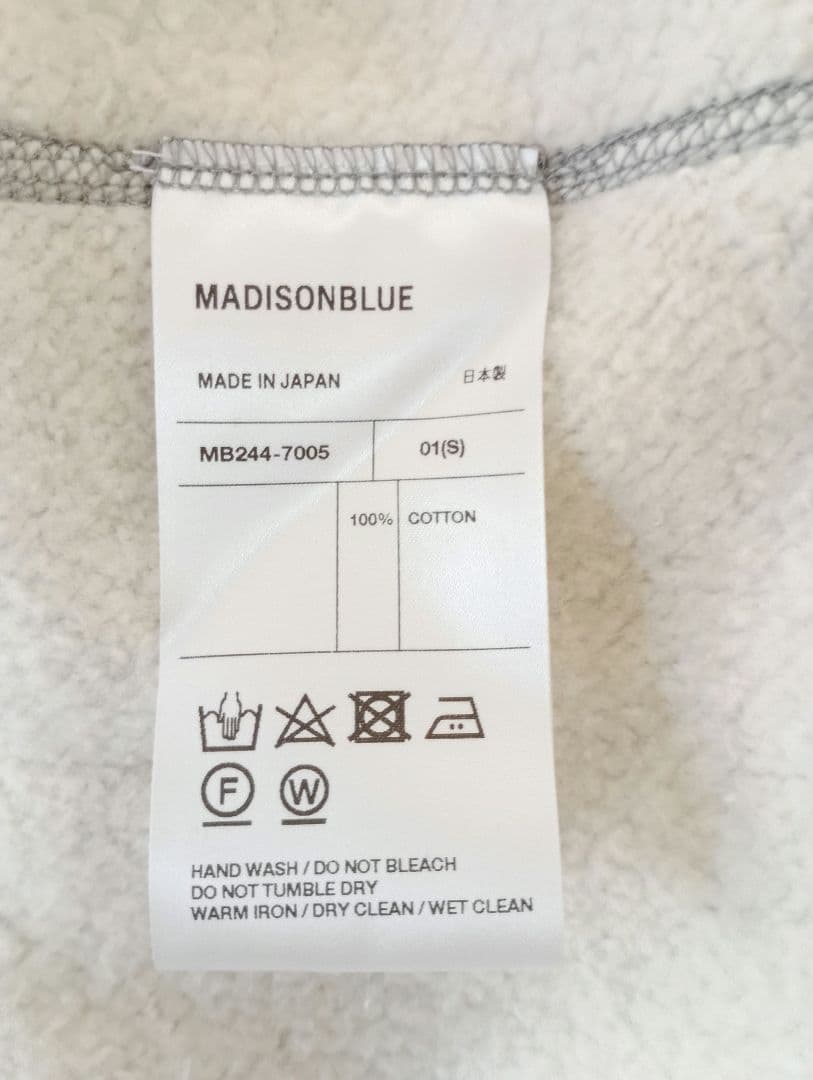 MADISONBLUE
MADE IN JAPAN 日本製
MB244-7005 01(S)
100% COTTON
F W
HAND WASH / DO NOT BLEACH
DO NOT TUMBLE DRY
WARM IRON / DRY CLEAN / WET CLEAN